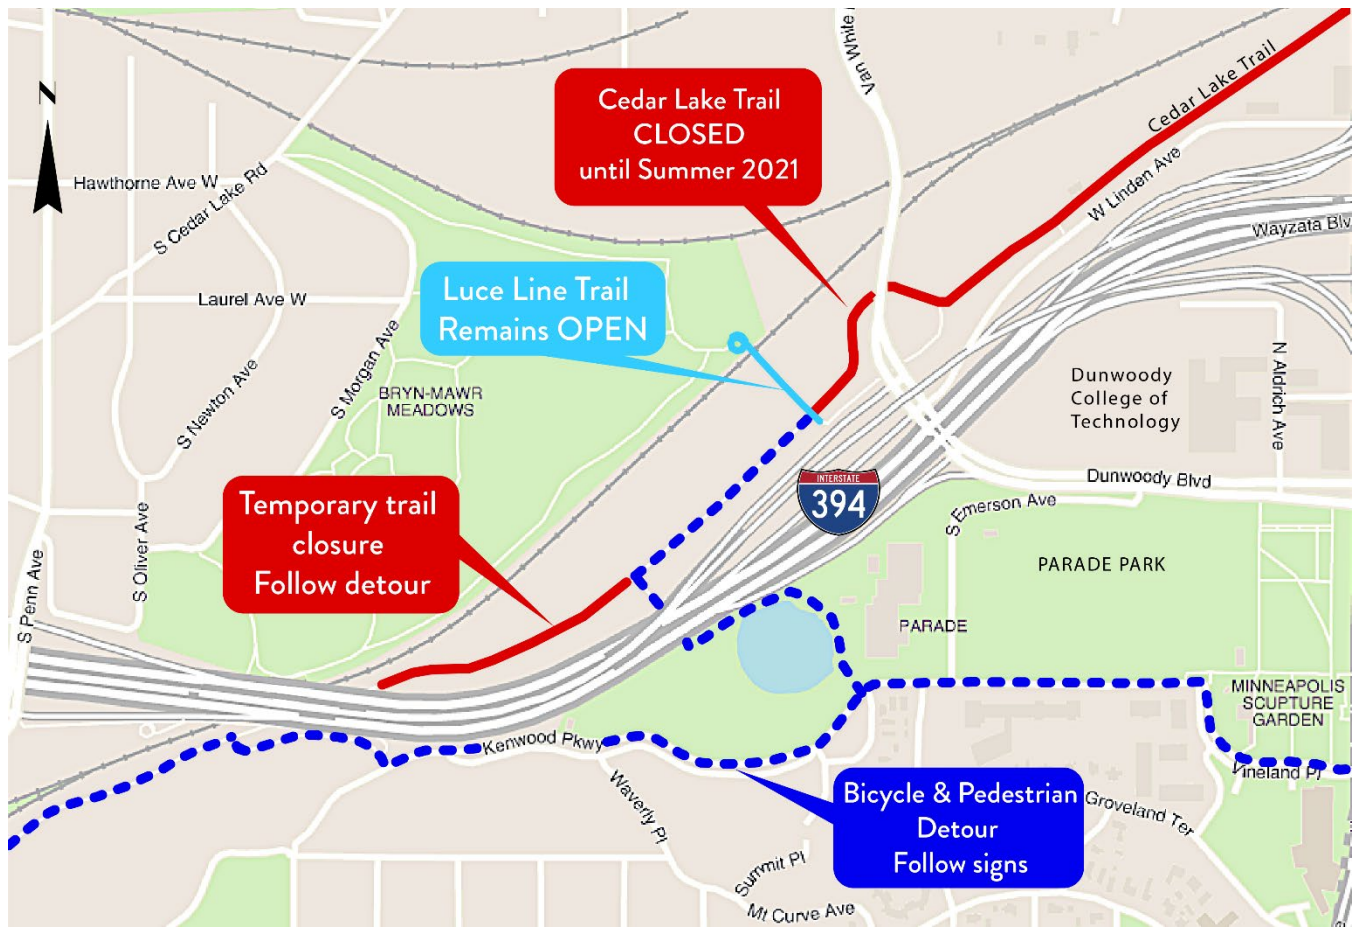 N
Hawthorne Ave W
S Cedar Lake Rd
Laurel Ave W
S Newton Ave
S Morgan Ave
S Oliver Ave
S Penn Ave
BRYN-MAWR
MEADOWS
Cedar Lake Trail
CLOSED
until Summer 2021
Luce Line Trail
Remains OPEN
Temporary trail
closure
Follow detour
Van White
Cedar Lake Trail
W Linden Ave
Wayzata Blv
Dunwoody
College of
Technology
N Aldrich Ave
Dunwoody Blvd
INTERSTATE
394
S Emerson Ave
PARADE PARK
PARADE
MINNEAPOLIS
SCUPTURE
GARDEN
Vineland Pl
Kenwood Pkwy
Waverly Pl
Bicycle & Pedestrian
Detour
Follow signs
Groveland Ter
Summit Pl
Mt Curve Ave